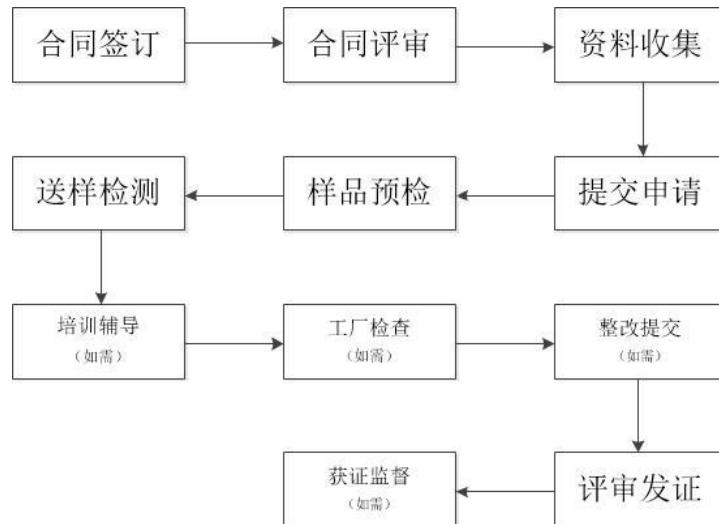 合同签订
合同评审
资料收集
提交申请
样品预检
送样检测
培训辅导
（如需）
工厂检查
（如需）
整改提交
（如需）
评审发证
获证监督
（如需）